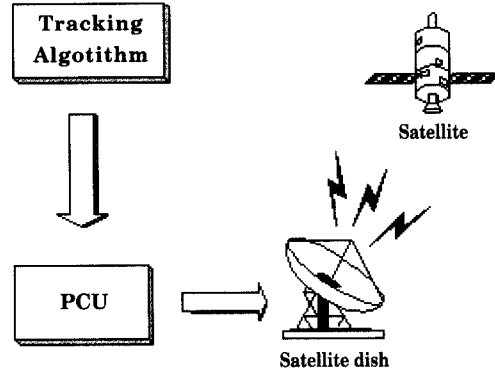 Tracking
Algotithm
Satellite
PCU
Satellite dish